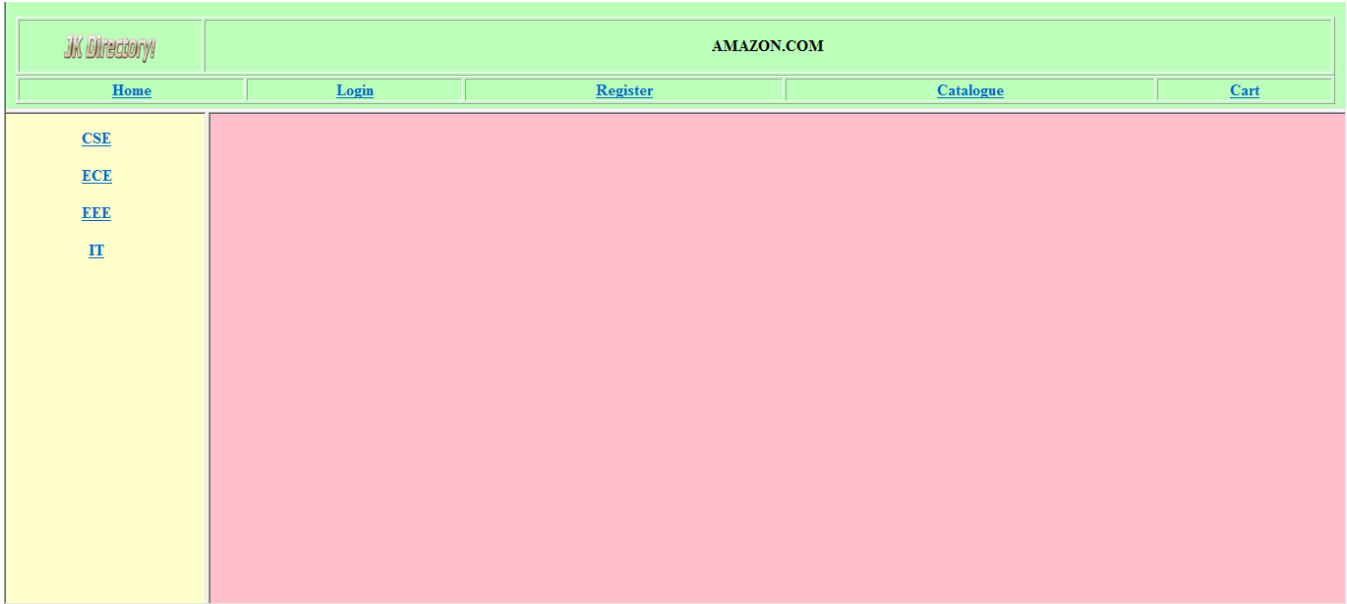 JK Directory!
AMAZON.COM
Home Login Register Catalogue Cart
CSE
ECE
EEE
IT